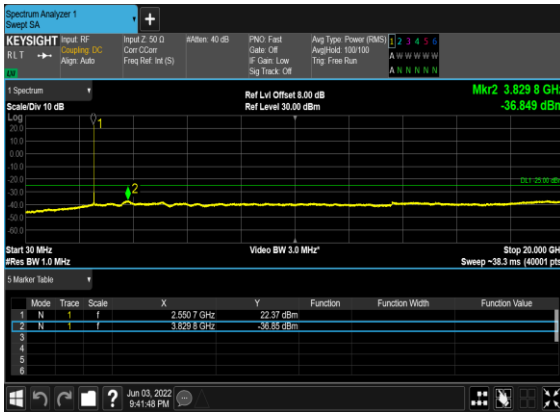 Spectrum Analyzer 1
Swept SA
KEYSIGHT
RLT
Input: RF
Coupling: DC
Align: Auto
Input Z: 50 Ω
Corr CCorr
Freq Ref: Int (S)
#Atten: 40 dB
PNO: Fast
Gate: Off
IF Gain: Low
Sig Track: Off
Avg Type: Power (RMS)
Avg|Hold: 100/100
Trig: Free Run
1 2 3 4 5 6
A W W W W W
A N N N N N
1 Spectrum
Scale/Div 10 dB
Ref Lvl Offset 8.00 dB
Ref Level 30.00 dBm
Mkr2 3.829 8 GHz
-36.849 dBm
Log
20.0
10.0
0.00
-10.0
-20.0
-30.0
-40.0
-50.0
-60.0
1
2
DL1 -25.00 dBm
Start 30 MHz
#Res BW 1.0 MHz
Video BW 3.0 MHz*
Stop 20.000 GHz
Sweep ~38.3 ms (40001 pts)
5 Marker Table
Mode Trace Scale X Y Function Function Width Function Value
1 N 1 f 2.550 7 GHz 22.37 dBm
2 N 1 f 3.829 8 GHz -36.85 dBm
3
4
5
6
?
Jun 03, 2022
9:41:48 PM